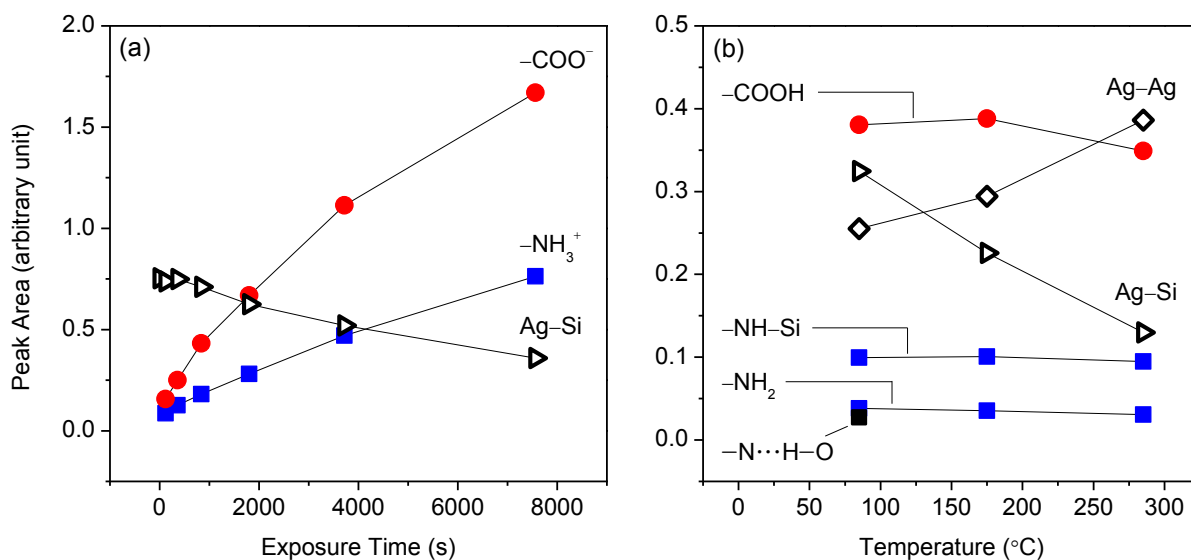 (a)
2.0
1.5
1.0
0.5
0.0
Peak Area (arbitrary unit)
–COO⁻
–NH₃⁺
Ag–Si
0 2000 4000 6000 8000
Exposure Time (s)
(b)
0.5
0.4
0.3
0.2
0.1
0.0
–COOH
Ag–Ag
Ag–Si
–NH–Si
–NH₂
–N···H–O
0 50 100 150 200 250 300
Temperature (°C)